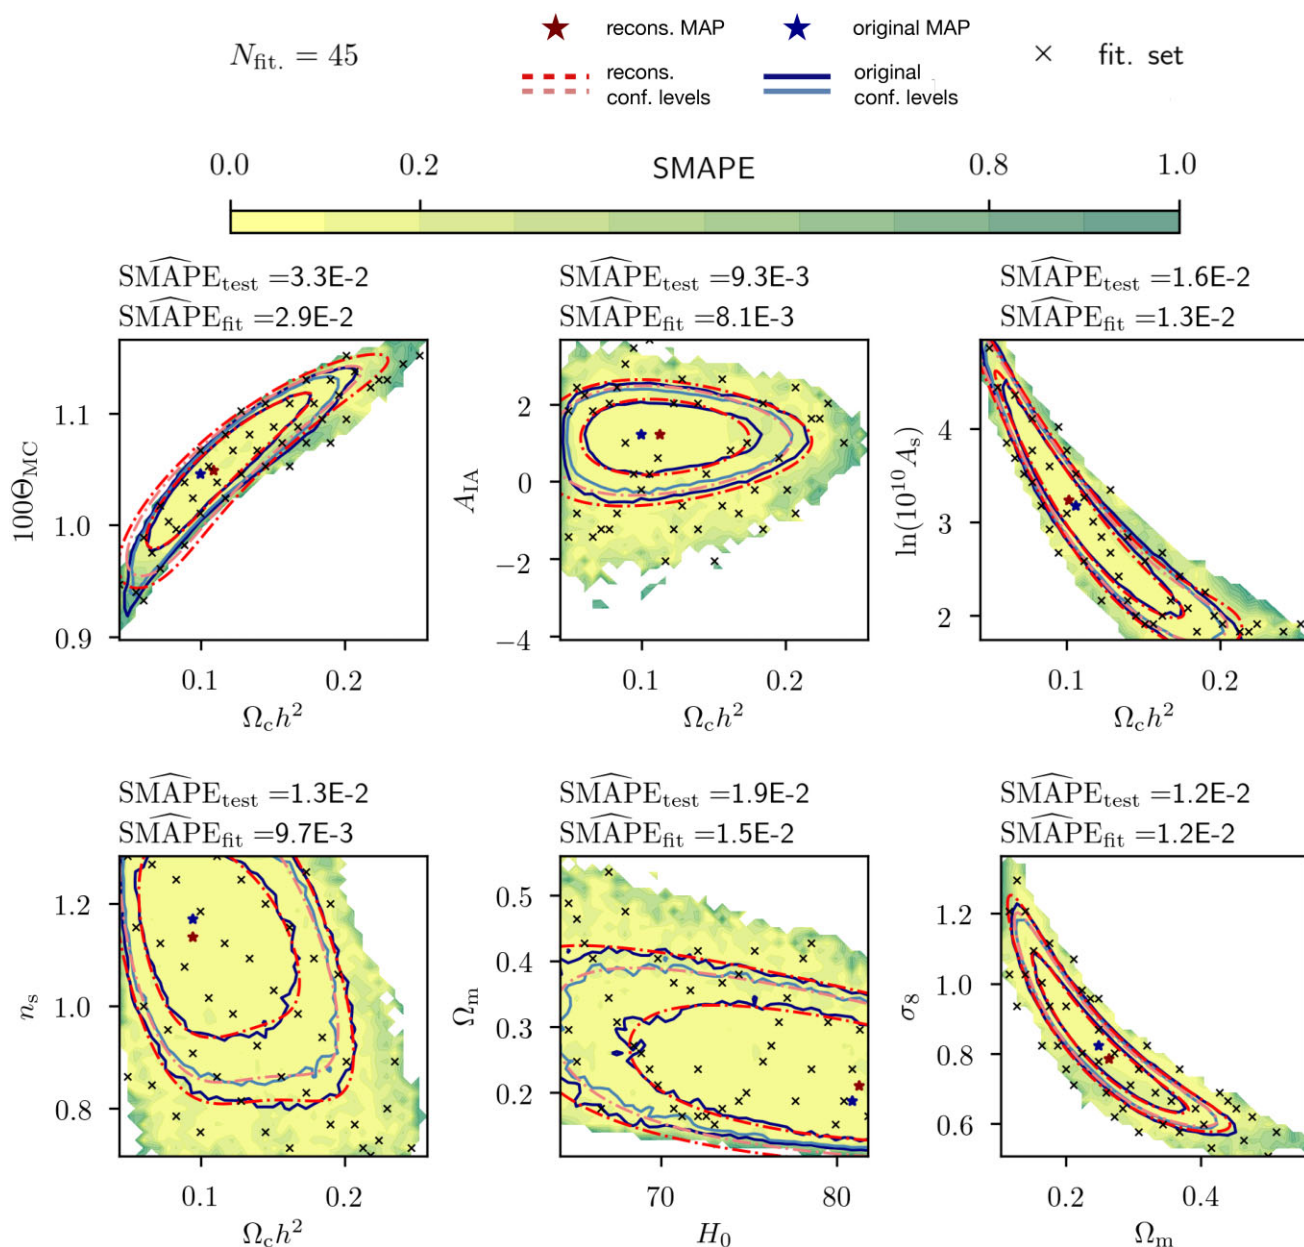 N_fit. = 45
recons. MAP
original MAP
fit. set
recons.
conf. levels
original
conf. levels
0.0 0.2 SMAPE 0.8 1.0
SMAPE_test =3.3E-2
SMAPE_fit =2.9E-2
SMAPE_test =9.3E-3
SMAPE_fit =8.1E-3
SMAPE_test =1.6E-2
SMAPE_fit =1.3E-2
100Θ_MC
1.1
1.0
0.9
0.1 0.2
Ω_c h²
A_IA
2
0
−2
−4
0.1 0.2
Ω_c h²
ln(10¹⁰ A_s)
4
3
2
0.1 0.2
Ω_c h²
SMAPE_test =1.3E-2
SMAPE_fit =9.7E-3
SMAPE_test =1.9E-2
SMAPE_fit =1.5E-2
SMAPE_test =1.2E-2
SMAPE_fit =1.2E-2
n_s
1.2
1.0
0.8
0.1 0.2
Ω_c h²
Ω_m
0.5
0.4
0.3
0.2
70 80
H_0
σ_8
1.2
1.0
0.8
0.6
0.2 0.4
Ω_m